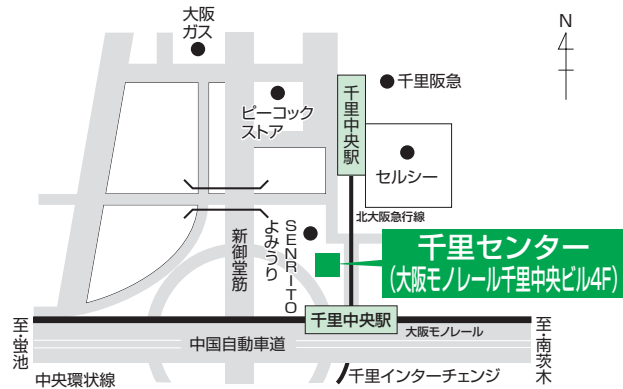 大阪
ガス
N
千里阪急
千里中央駅
ピーコック
ストア
セルシー
北大阪急行線
SENRITO
よみうり
新御堂筋
千里センター
(大阪モノレール千里中央ビル4F)
千里中央駅
大阪モノレール
至・蛍池
中国自動車道
至・南茨木
中央環状線
千里インターチェンジ